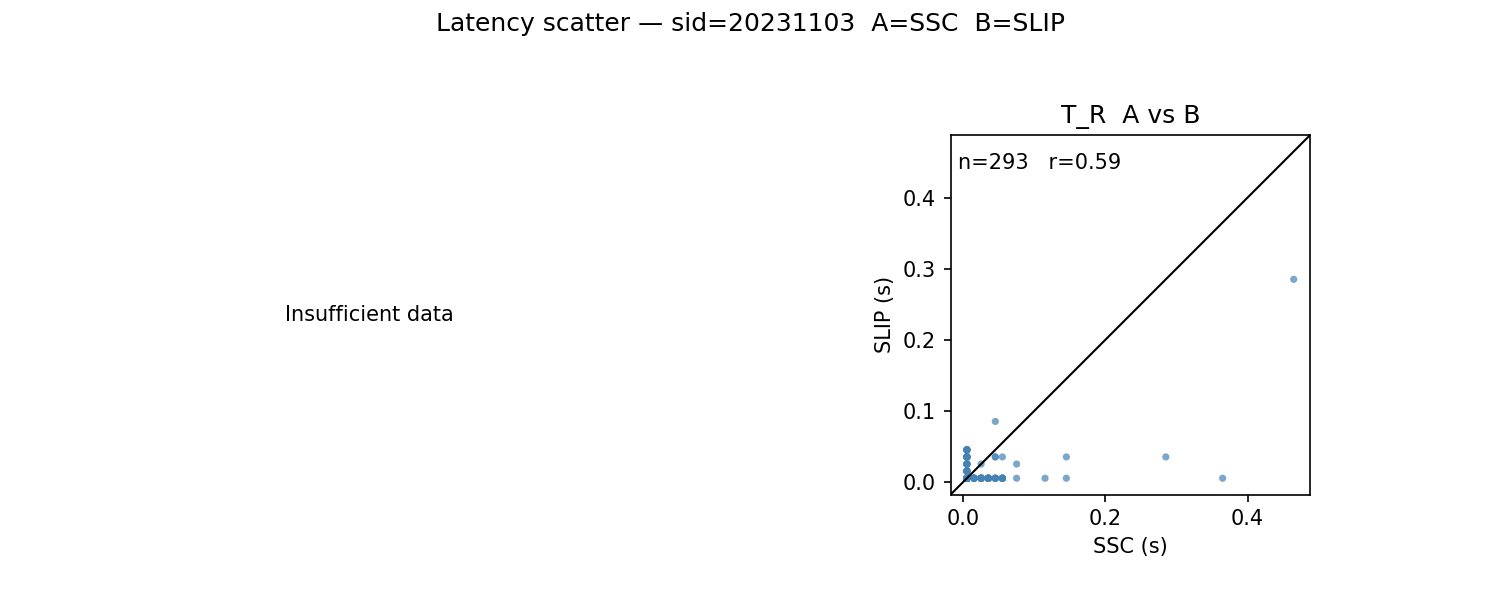 Latency scatter — sid=20231103  A=SSC  B=SLIP
Insufficient data
T_R  A vs B
n=293   r=0.59
0.4
0.3
0.2
0.1
0.0
SLIP (s)
0.0 0.2 0.4
SSC (s)